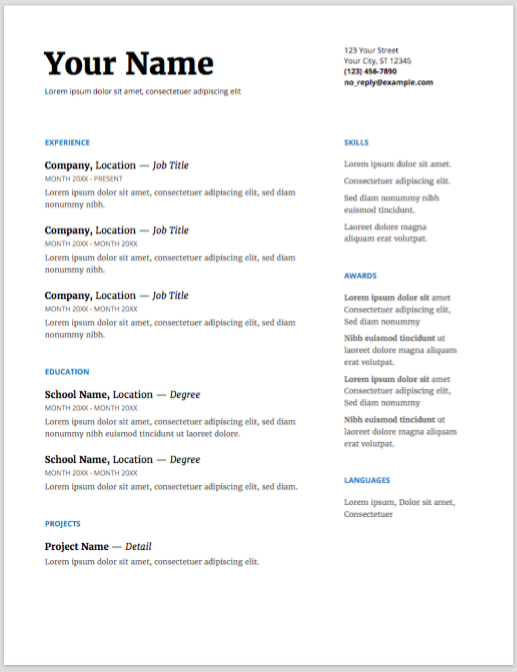 Your Name
Lorem ipsum dolor sit amet, consectetuer adipiscing elit
123 Your Street
Your City, ST 12345
(123) 456-7890
no_reply@example.com
EXPERIENCE
Company, Location — Job Title
MONTH 20XX - PRESENT
Lorem ipsum dolor sit amet, consectetuer adipiscing elit, sed diam
nonummy nibh.
Company, Location — Job Title
MONTH 20XX - MONTH 20XX
Lorem ipsum dolor sit amet, consectetuer adipiscing elit, sed diam
nonummy nibh.
Company, Location — Job Title
MONTH 20XX - MONTH 20XX
Lorem ipsum dolor sit amet, consectetuer adipiscing elit, sed diam
nonummy nibh.
EDUCATION
School Name, Location — Degree
MONTH 20XX - MONTH 20XX
Lorem ipsum dolor sit amet, consectetuer adipiscing elit, sed diam
nonummy nibh euismod tincidunt ut laoreet dolore.
School Name, Location — Degree
MONTH 20XX - MONTH 20XX
Lorem ipsum dolor sit amet, consectetuer adipiscing elit, sed diam.
PROJECTS
Project Name — Detail
Lorem ipsum dolor sit amet, consectetuer adipiscing elit.
SKILLS
Lorem ipsum dolor sit amet.
Consectetuer adipiscing elit.
Sed diam nonummy nibh
euismod tincidunt.
Laoreet dolore magna
aliquam erat volutpat.
AWARDS
Lorem ipsum dolor sit amet
Consectetuer adipiscing elit,
Sed diam nonummy
Nibh euismod tincidunt ut
laoreet dolore magna aliquam
erat volutpat.
Lorem ipsum dolor sit amet
Consectetuer adipiscing elit,
Sed diam nonummy
Nibh euismod tincidunt ut
laoreet dolore magna aliquam
erat volutpat.
LANGUAGES
Lorem ipsum, Dolor sit amet,
Consectetuer